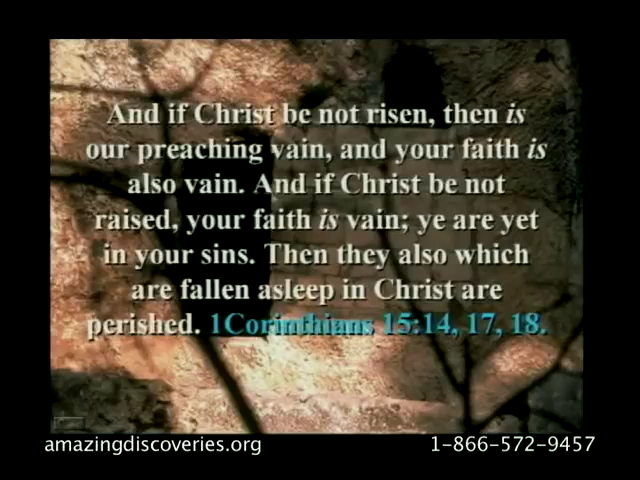 And if Christ be not risen, then is
our preaching vain, and your faith is
also vain. And if Christ be not
raised, your faith is vain; ye are yet
in your sins. Then they also which
are fallen asleep in Christ are
perished. 1Corinthians 15:14, 17, 18.
amazingdiscoveries.org 1-866-572-9457